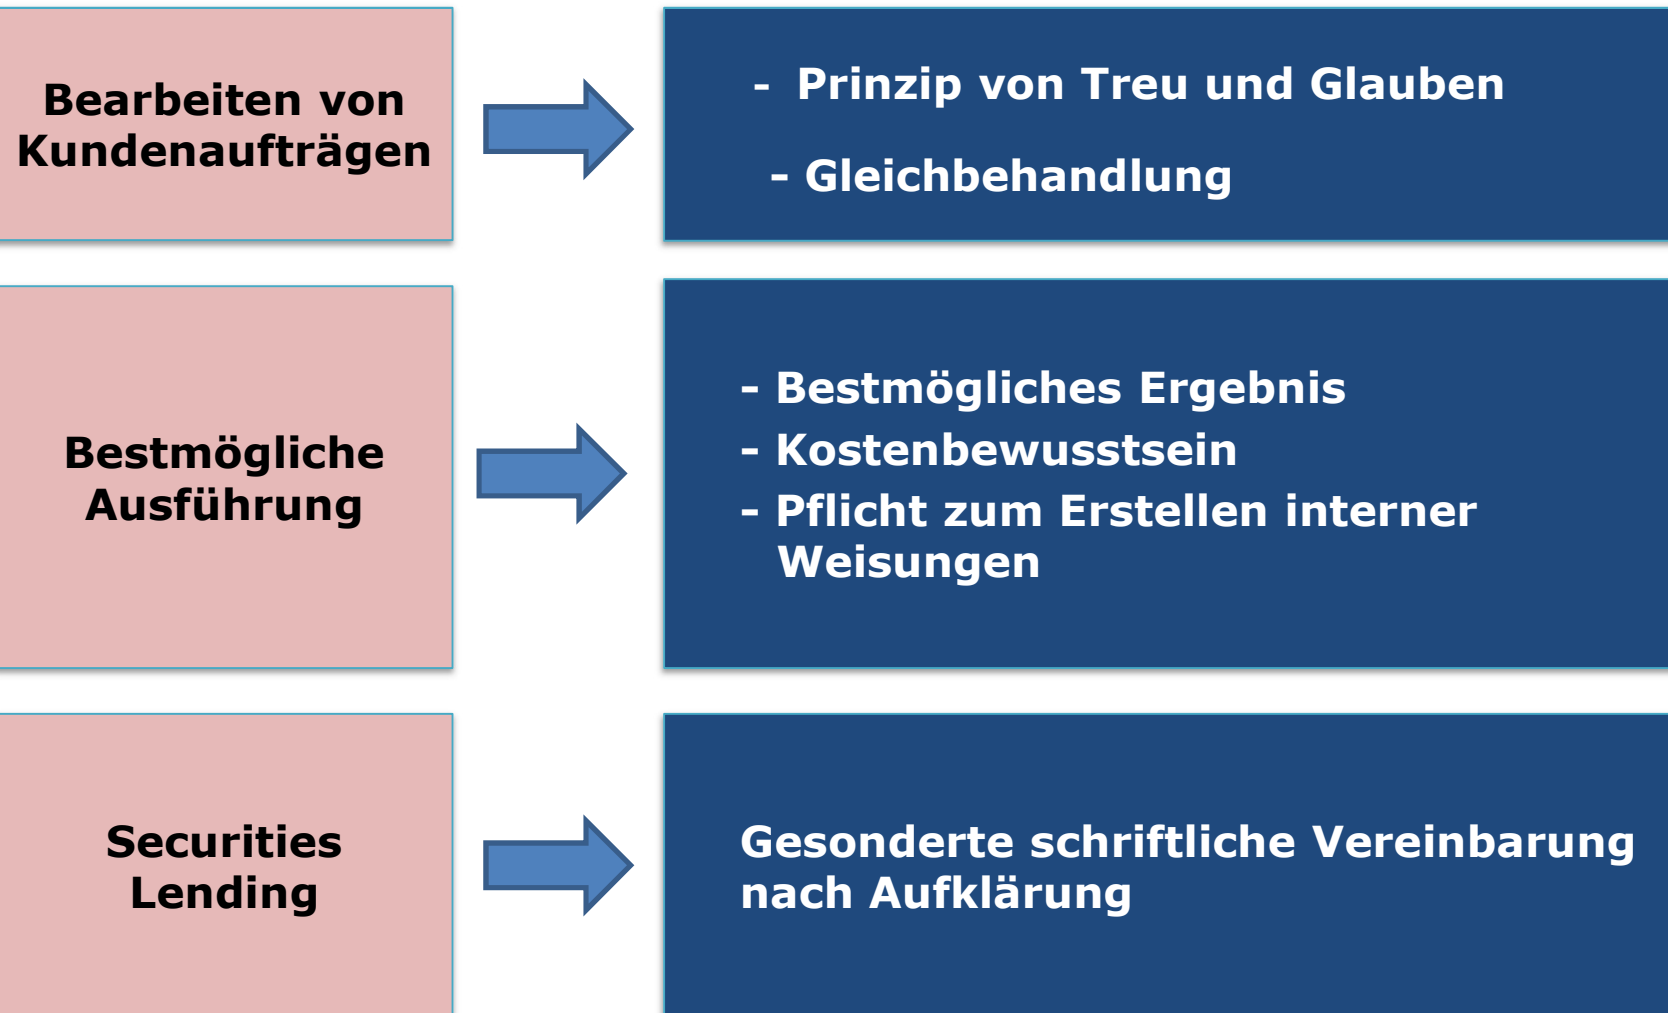 Bearbeiten von
Kundenaufträgen
- Prinzip von Treu und Glauben
- Gleichbehandlung
Bestmögliche
Ausführung
- Bestmögliches Ergebnis
- Kostenbewusstsein
- Pflicht zum Erstellen interner
Weisungen
Securities
Lending
Gesonderte schriftliche Vereinbarung
nach Aufklärung